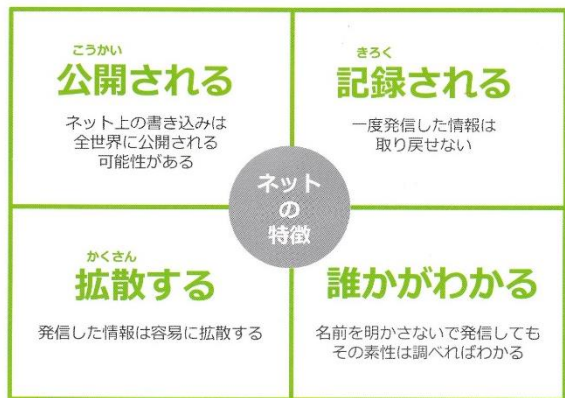 こうかい
公開される
ネット上の書き込みは
全世界に公開される
可能性がある
きろく
記録される
一度発信した情報は
取り戻せない
ネット
の
特徴
かくさん
拡散する
発信した情報は容易に拡散する
誰かがわかる
名前を明かさないで発信しても
その素性は調べればわかる